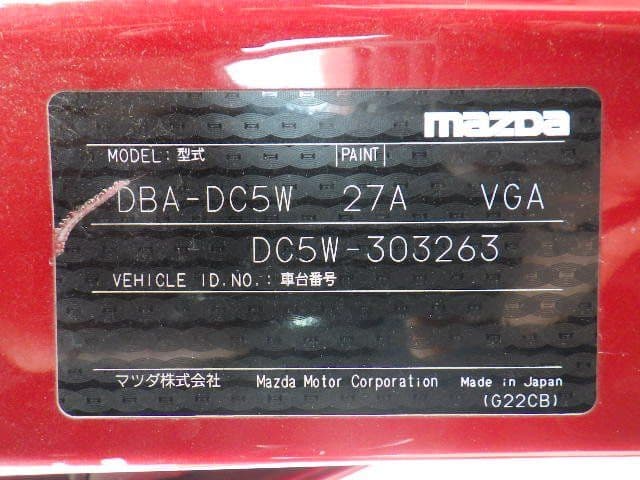 mazda
MODEL: 型式 PAINT
DBA-DC5W 27A VGA
DC5W-303263
VEHICLE ID.NO.: 車台番号
マツダ株式会社 Mazda Motor Corporation Made in Japan
(G22CB)